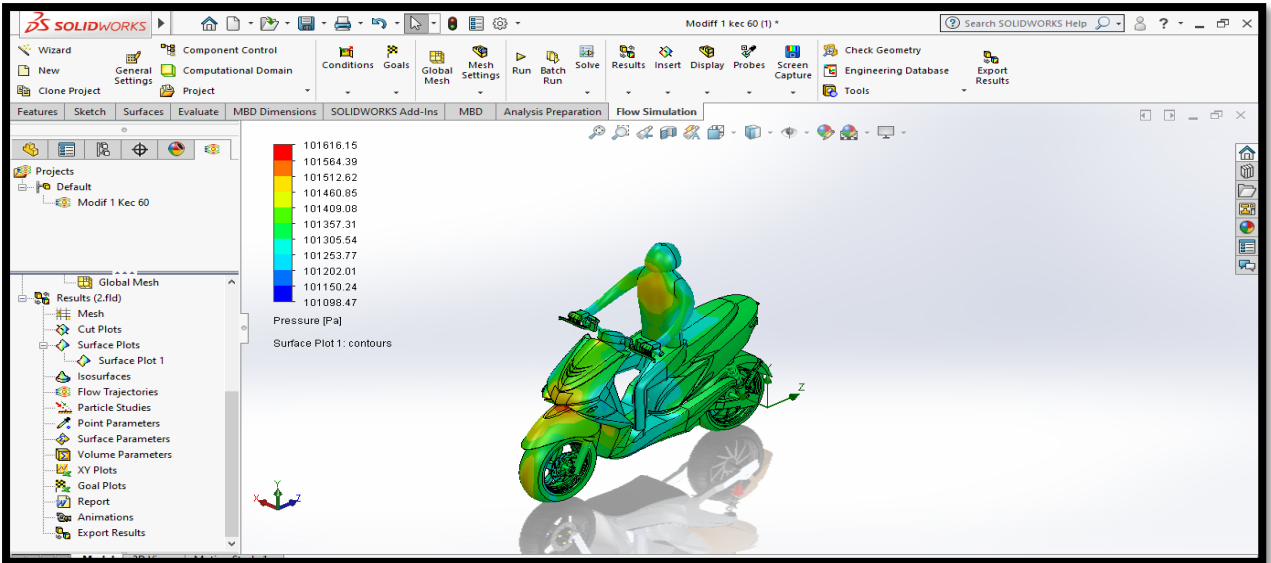 SOLIDWORKS
Modiff 1 kec 60 (1) *
Search SOLIDWORKS Help
Wizard
New
Clone Project
General Settings
Component Control
Computational Domain
Project
Conditions
Goals
Global Mesh
Mesh Settings
Run
Batch Run
Solve
Results
Insert
Display
Probes
Screen Capture
Check Geometry
Engineering Database
Tools
Export Results
Features
Sketch
Surfaces
Evaluate
MBD Dimensions
SOLIDWORKS Add-Ins
MBD
Analysis Preparation
Flow Simulation
Projects
Default
Modif 1 Kec 60
Global Mesh
Results (2.fld)
Mesh
Cut Plots
Surface Plots
Surface Plot 1
Isosurfaces
Flow Trajectories
Particle Studies
Point Parameters
Surface Parameters
Volume Parameters
XY Plots
Goal Plots
Report
Animations
Export Results
101616.15
101564.39
101512.62
101460.85
101409.08
101357.31
101305.54
101253.77
101202.01
101150.24
101098.47
Pressure [Pa]
Surface Plot 1: contours
Z
Y
X
Z